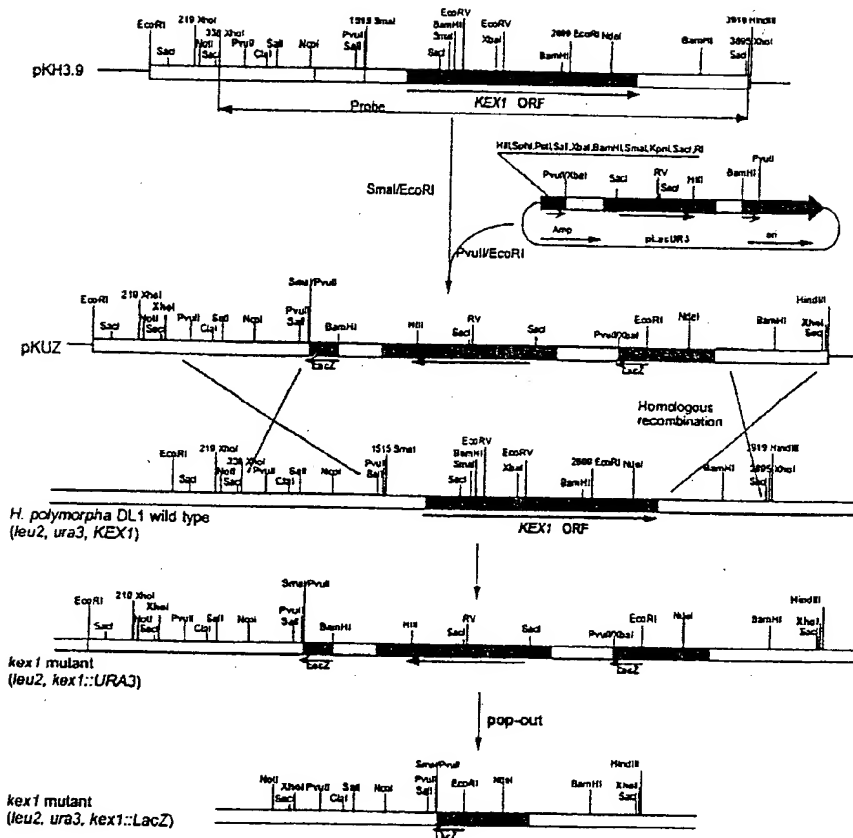 EcoRI
SacI
219 XhoI
NotI
SacI
338 XhoI
PvuII
ClaI
SalI
NcoI
PvuII
SalI
1515 SmaI
SacI
BamHI
SmaI
EcoRV
XbaI
EcoRV
BamHI
2609 EcoRI
NdeI
BamHI
3919 HindIII
3895 XhoI
SacI
pKH3.9
KEX1 ORF
Probe
SmaI/EcoRI
HIII,SphI,PstI,SalI,XbaI,BamHI,SmaI,KpnI,SacI,RI
PvuII/XbaI
SacI
RV
SacI
HIII
BamHI
PvuII
Amp
pLacUR3
ori
PvuII/EcoRI
EcoRI
SacI
219 XhoI
NotI
SacI
XhoI
PvuII
ClaI
SalI
NcoI
PvuII
SalI
SmaI/PvuII
BamHI
HIII
SacI
RV
SacI
PvuII/XbaI
EcoRI
NdeI
BamHI
HindIII
XhoI
SacI
pKUZ
LacZ
LacZ
Homologous
recombination
EcoRI
SacI
219 XhoI
NotI
SacI
338 XhoI
PvuII
ClaI
SalI
NcoI
PvuII
SalI
1515 SmaI
SacI
BamHI
SmaI
EcoRV
XbaI
EcoRV
BamHI
2609 EcoRI
NdeI
BamHI
3919 HindIII
3895 XhoI
SacI
KEX1 ORF
H. polymorpha DL1 wild type
(leu2, ura3, KEX1)
EcoRI
SacI
219 XhoI
NotI
SacI
XhoI
PvuII
ClaI
SalI
NcoI
PvuII
SalI
SmaI/PvuII
BamHI
HIII
SacI
RV
SacI
PvuII/XbaI
EcoRI
NdeI
BamHI
HindIII
XhoI
SacI
LacZ
LacZ
kex1 mutant
(leu2, kex1::URA3)
pop-out
NotI
SacI
XhoI
PvuII
ClaI
SalI
NcoI
PvuII
SalI
SmaI/PvuII
EcoRI
NdeI
BamHI
HindIII
XhoI
SacI
LacZ
kex1 mutant
(leu2, ura3, kex1::LacZ)